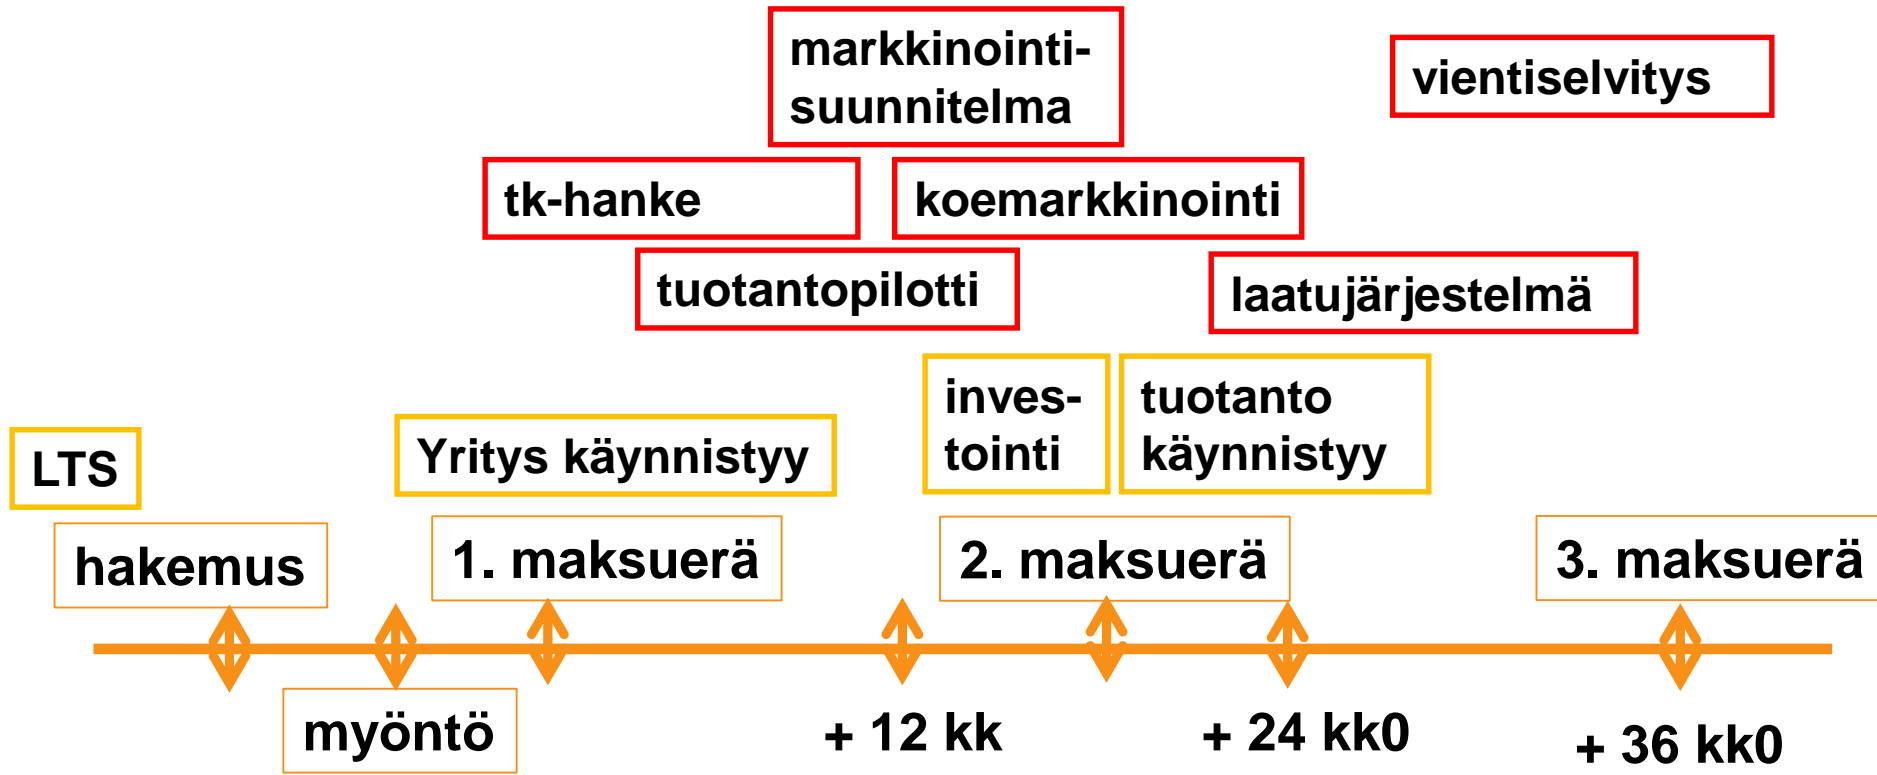 markkinointi-
suunnitelma
vientiselvitys
tk-hanke
koemarkkinointi
tuotantopilotti
laatujärjestelmä
inves-
tointi
tuotanto
käynnistyy
LTS
Yritys käynnistyy
hakemus
1. maksuerä
2. maksuerä
3. maksuerä
myöntö
+ 12 kk
+ 24 kk0
+ 36 kk0